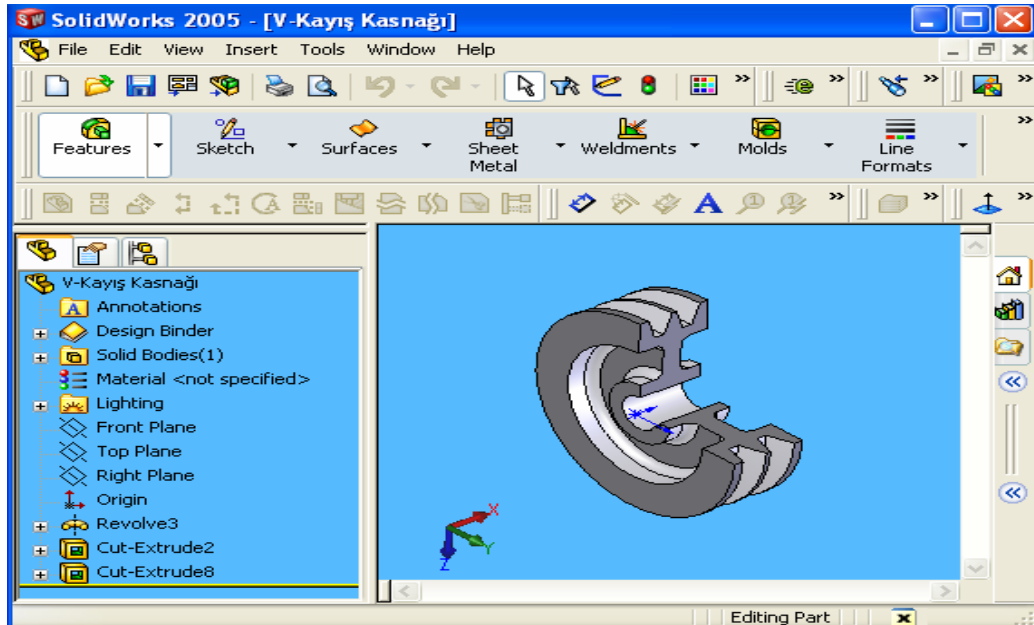 SolidWorks 2005 - [V-Kayış Kasnağı]
File Edit View Insert Tools Window Help
Features Sketch Surfaces Sheet Metal Weldments Molds Line Formats
V-Kayış Kasnağı
Annotations
Design Binder
Solid Bodies(1)
Material <not specified>
Lighting
Front Plane
Top Plane
Right Plane
Origin
Revolve3
Cut-Extrude2
Cut-Extrude8
X
Y
Z
Editing Part